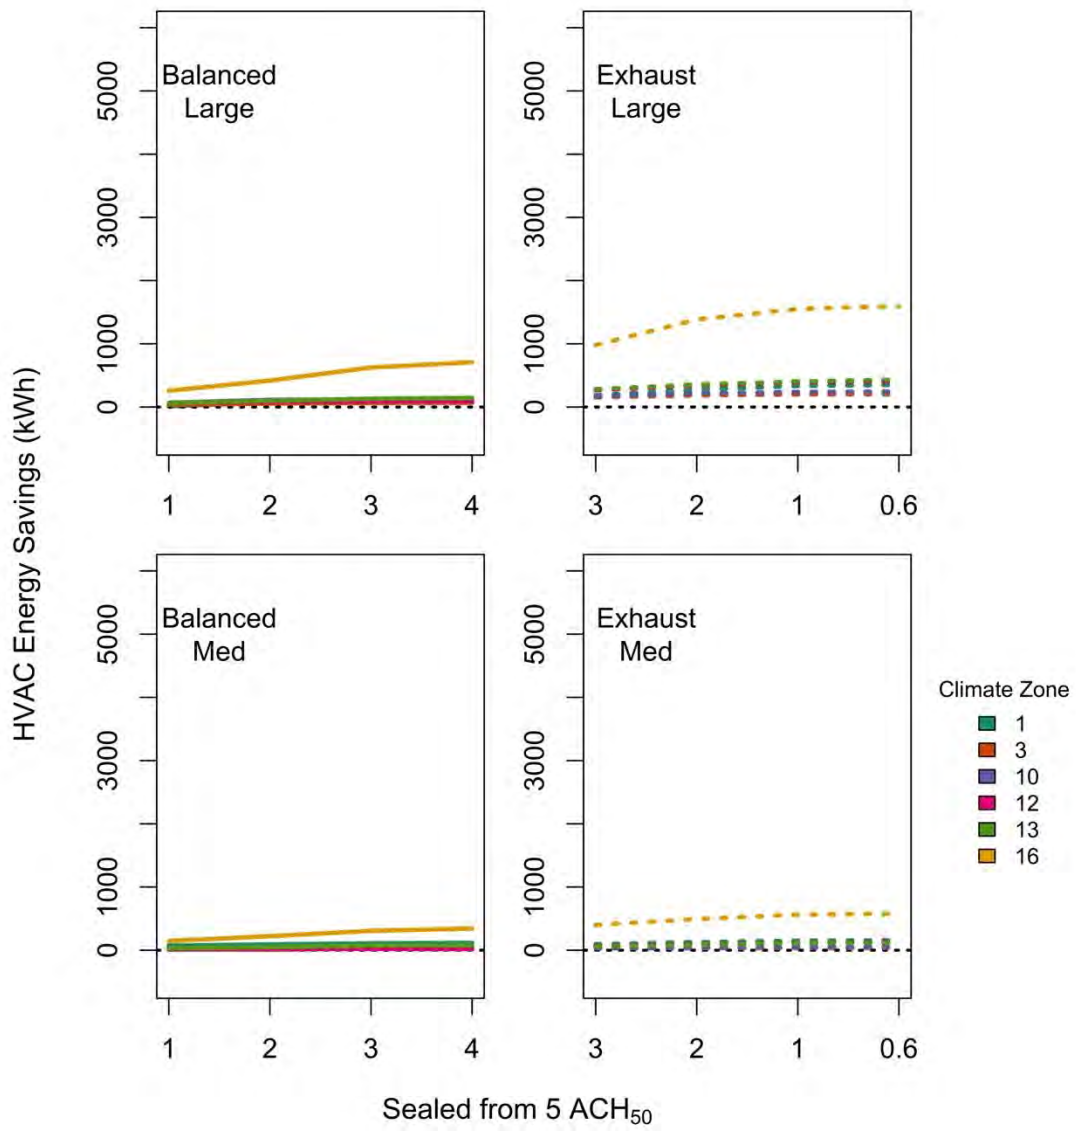 HVAC Energy Savings (kWh)
Balanced
Large
5000
3000
1000
0
1 2 3 4
Exhaust
Large
5000
3000
1000
0
3 2 1 0.6
Balanced
Med
5000
3000
1000
0
1 2 3 4
Exhaust
Med
5000
3000
1000
0
3 2 1 0.6
Climate Zone
1
3
10
12
13
16
Sealed from 5 ACH₅₀